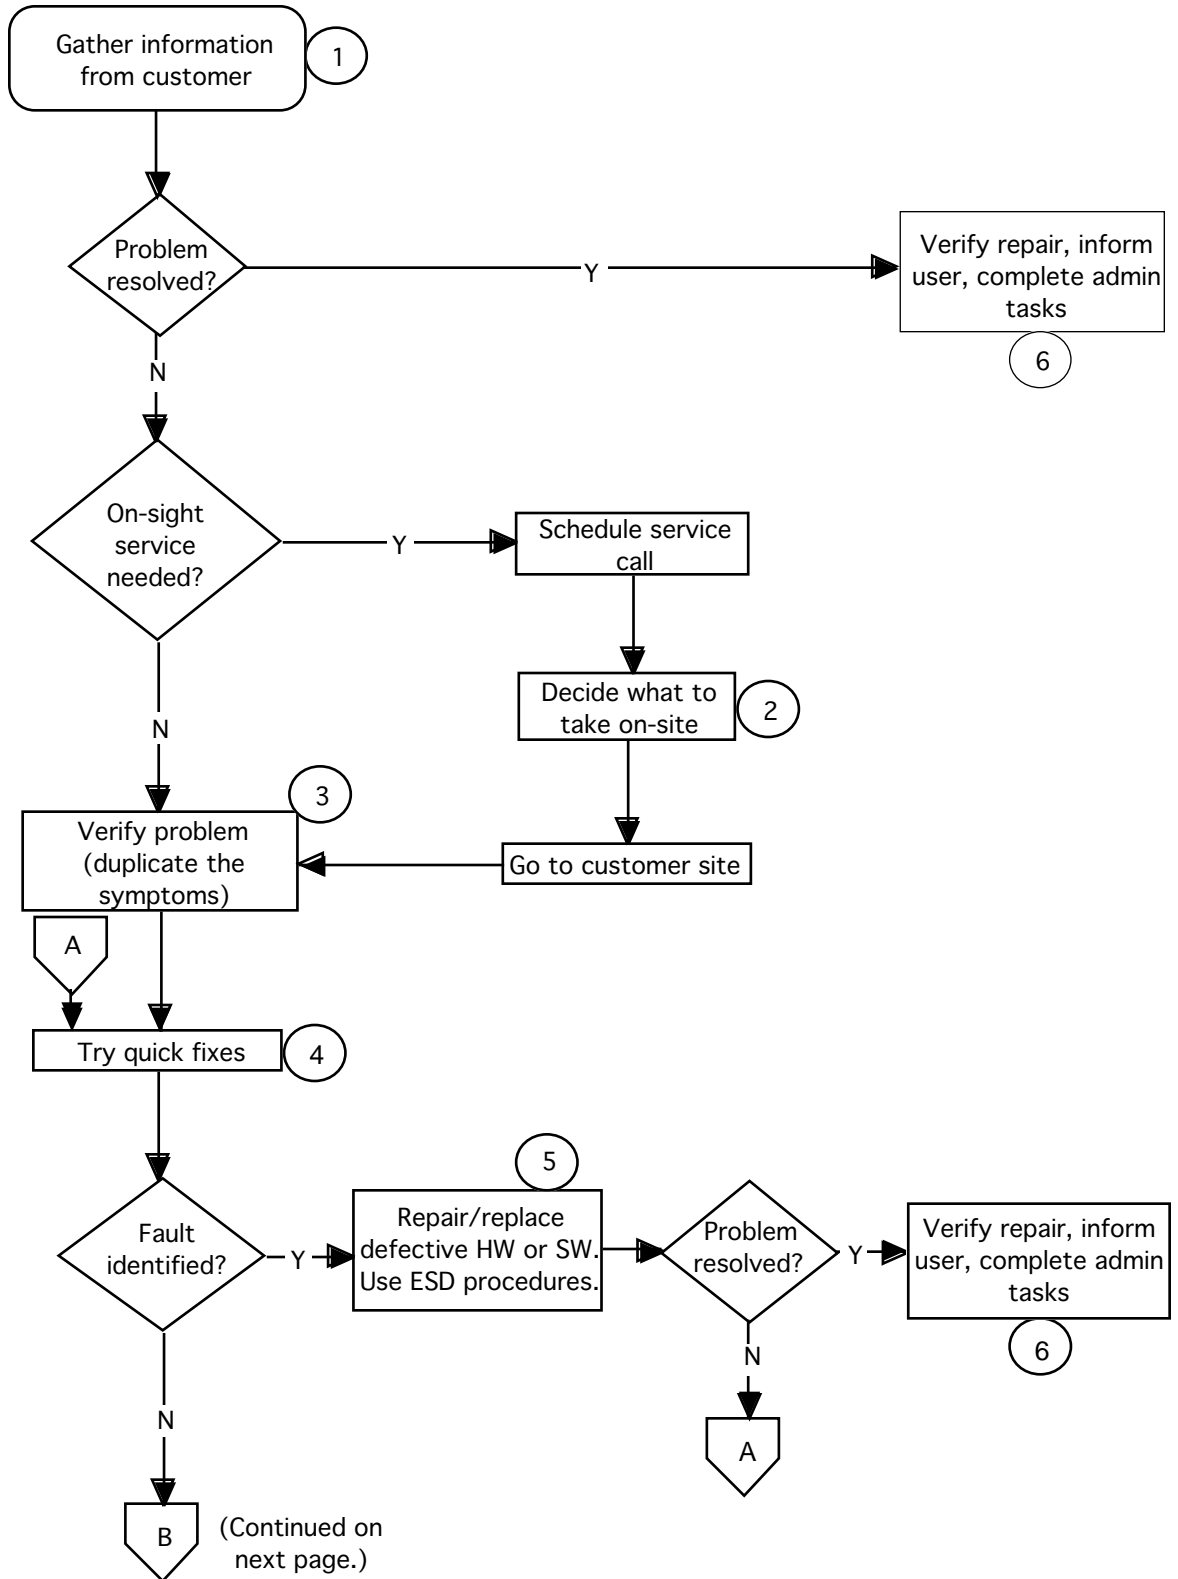 Gather information
from customer
1
Problem
resolved?
Y
Verify repair, inform
user, complete admin
tasks
6
N
On-sight
service
needed?
Y
Schedule service
call
Decide what to
take on-site
2
N
3
Verify problem
(duplicate the
symptoms)
Go to customer site
A
Try quick fixes
4
Fault
identified?
Y
5
Repair/replace
defective HW or SW.
Use ESD procedures.
Problem
resolved?
Y
Verify repair, inform
user, complete admin
tasks
6
N
A
N
B
(Continued on
next page.)